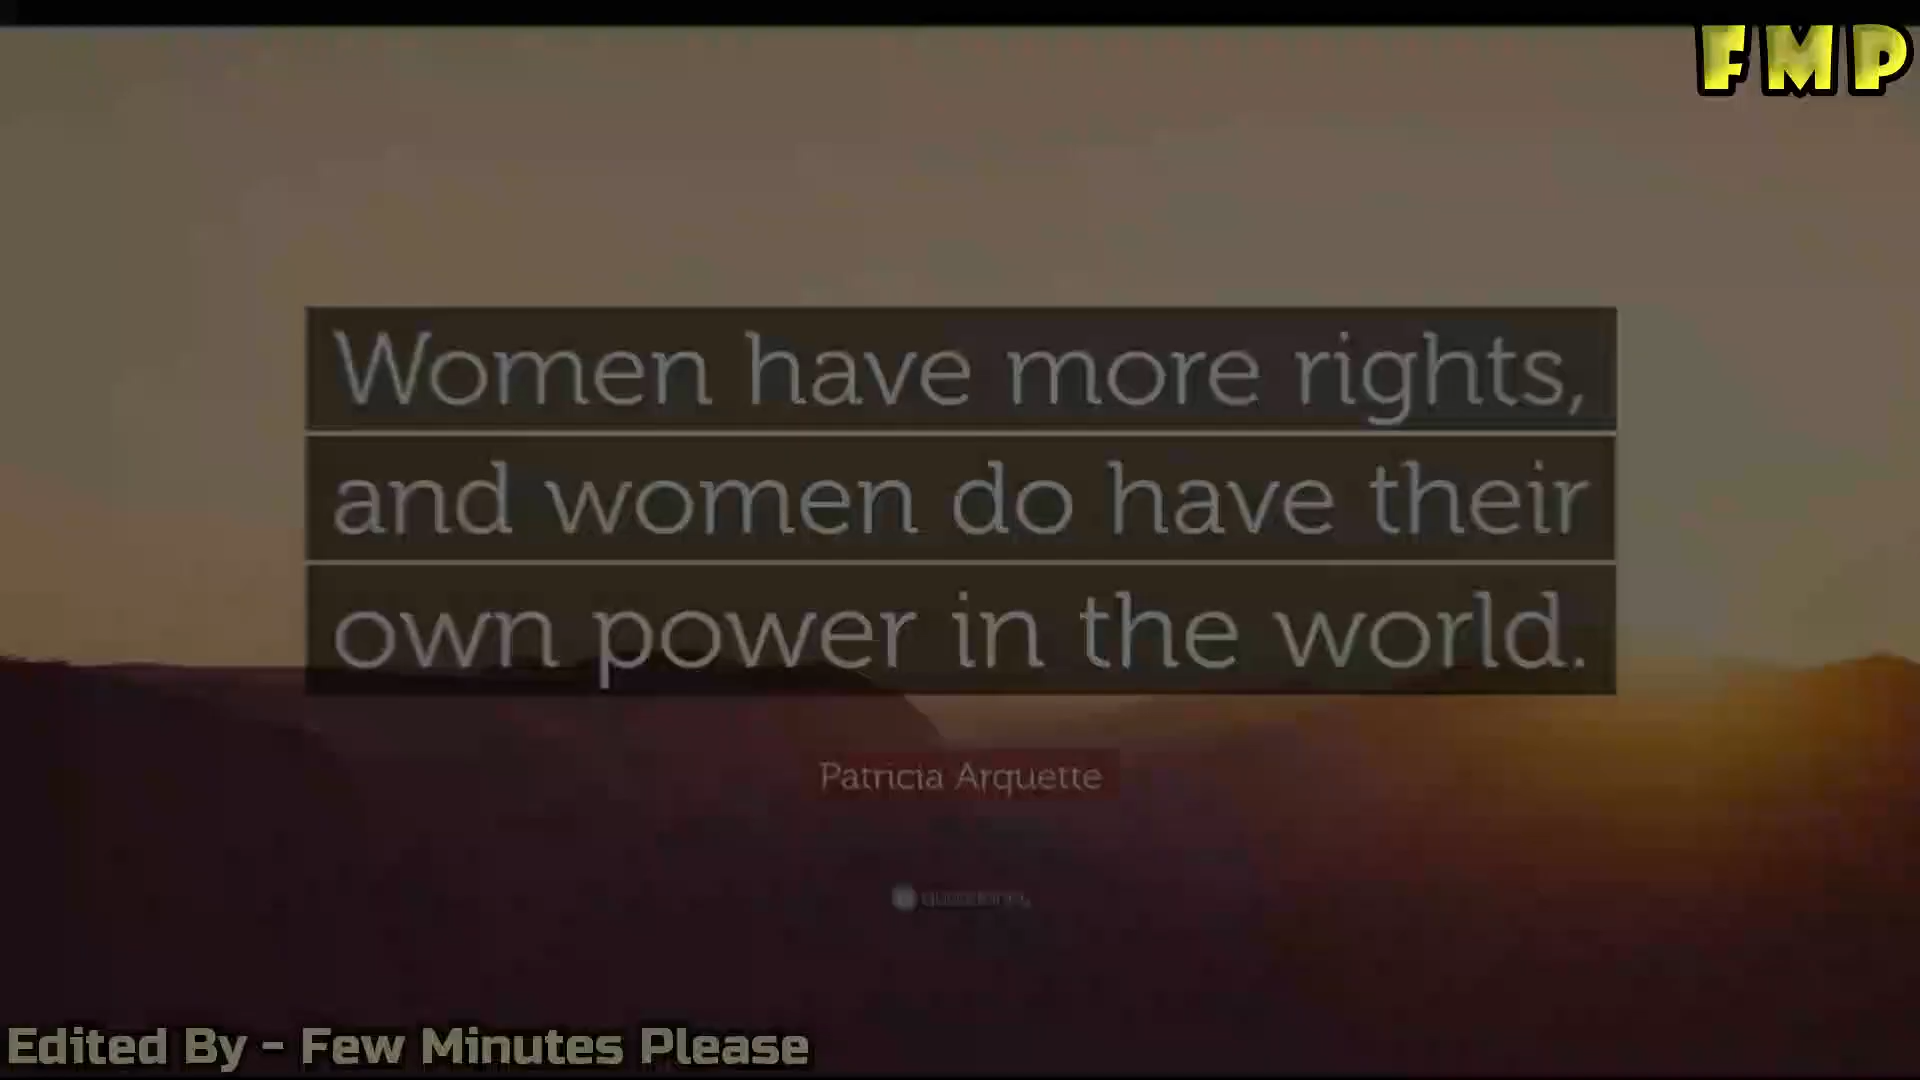 FMP
Women have more rights,
and women do have their
own power in the world.
Patricia Arquette
Edited By - Few Minutes Please